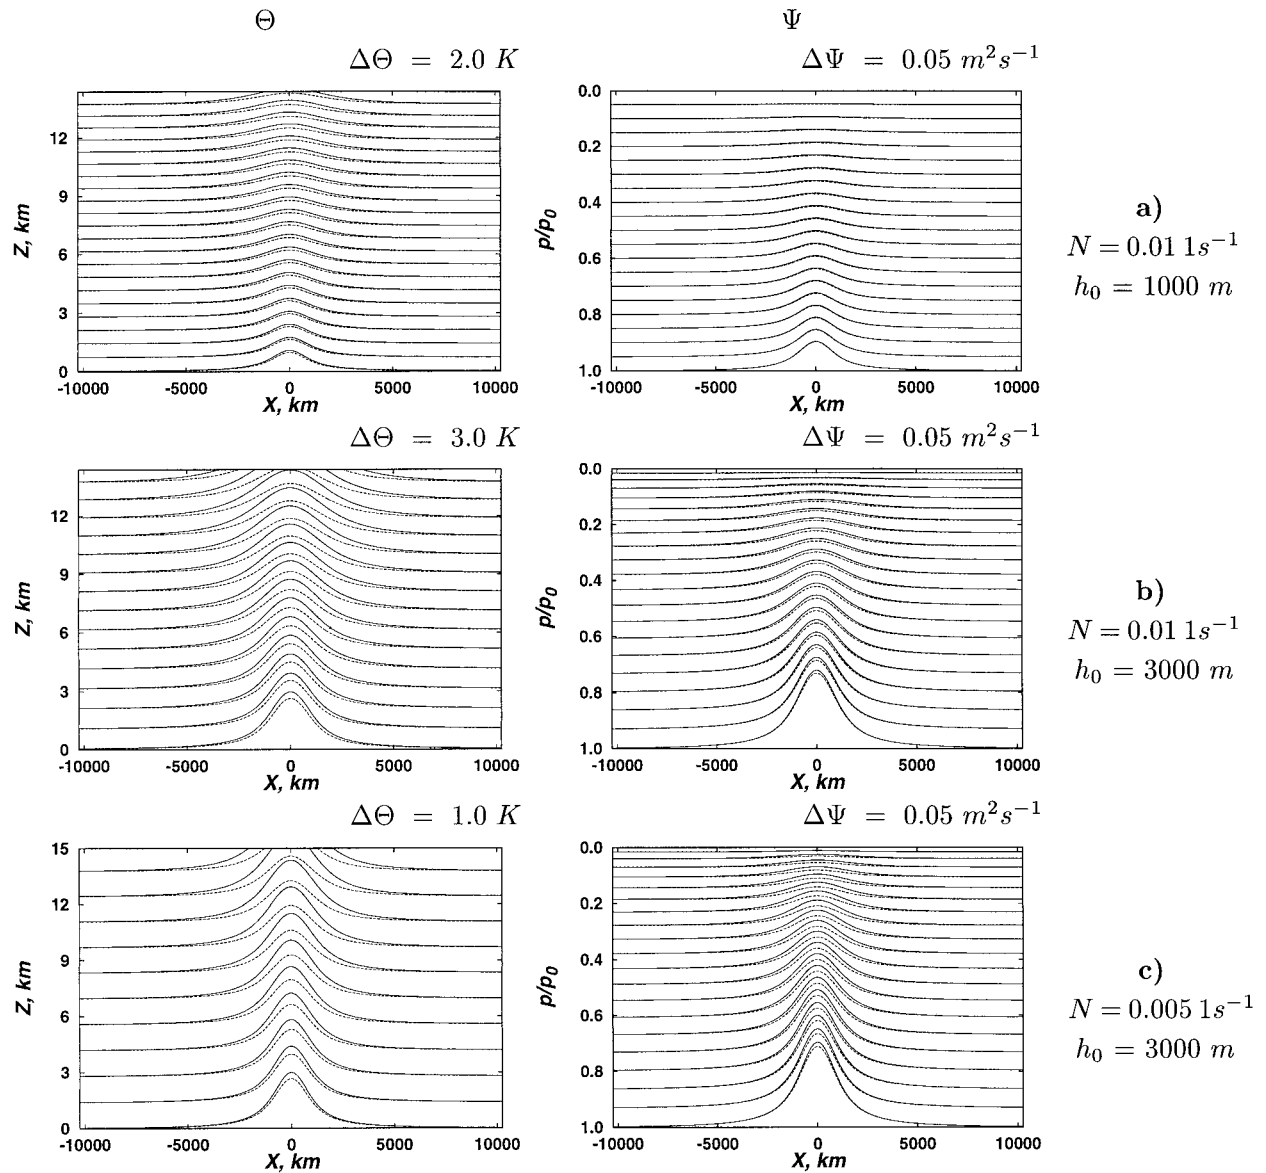 Θ Ψ
ΔΘ = 2.0 K ΔΨ = 0.05 m²s⁻¹
12
9
6
3
0
Z, km
-10000 -5000 0 5000 10000
X, km
0.0
0.2
0.4
0.6
0.8
1.0
p/p₀
-10000 -5000 0 5000 10000
X, km
a)
N = 0.01 1s⁻¹
h₀ = 1000 m
ΔΘ = 3.0 K ΔΨ = 0.05 m²s⁻¹
12
9
6
3
0
Z, km
-10000 -5000 0 5000 10000
X, km
0.0
0.2
0.4
0.6
0.8
1.0
p/p₀
-10000 -5000 0 5000 10000
X, km
b)
N = 0.01 1s⁻¹
h₀ = 3000 m
ΔΘ = 1.0 K ΔΨ = 0.05 m²s⁻¹
15
12
9
6
3
0
Z, km
-10000 -5000 0 5000 10000
X, km
0.0
0.2
0.4
0.6
0.8
1.0
p/p₀
-10000 -5000 0 5000 10000
X, km
c)
N = 0.005 1s⁻¹
h₀ = 3000 m